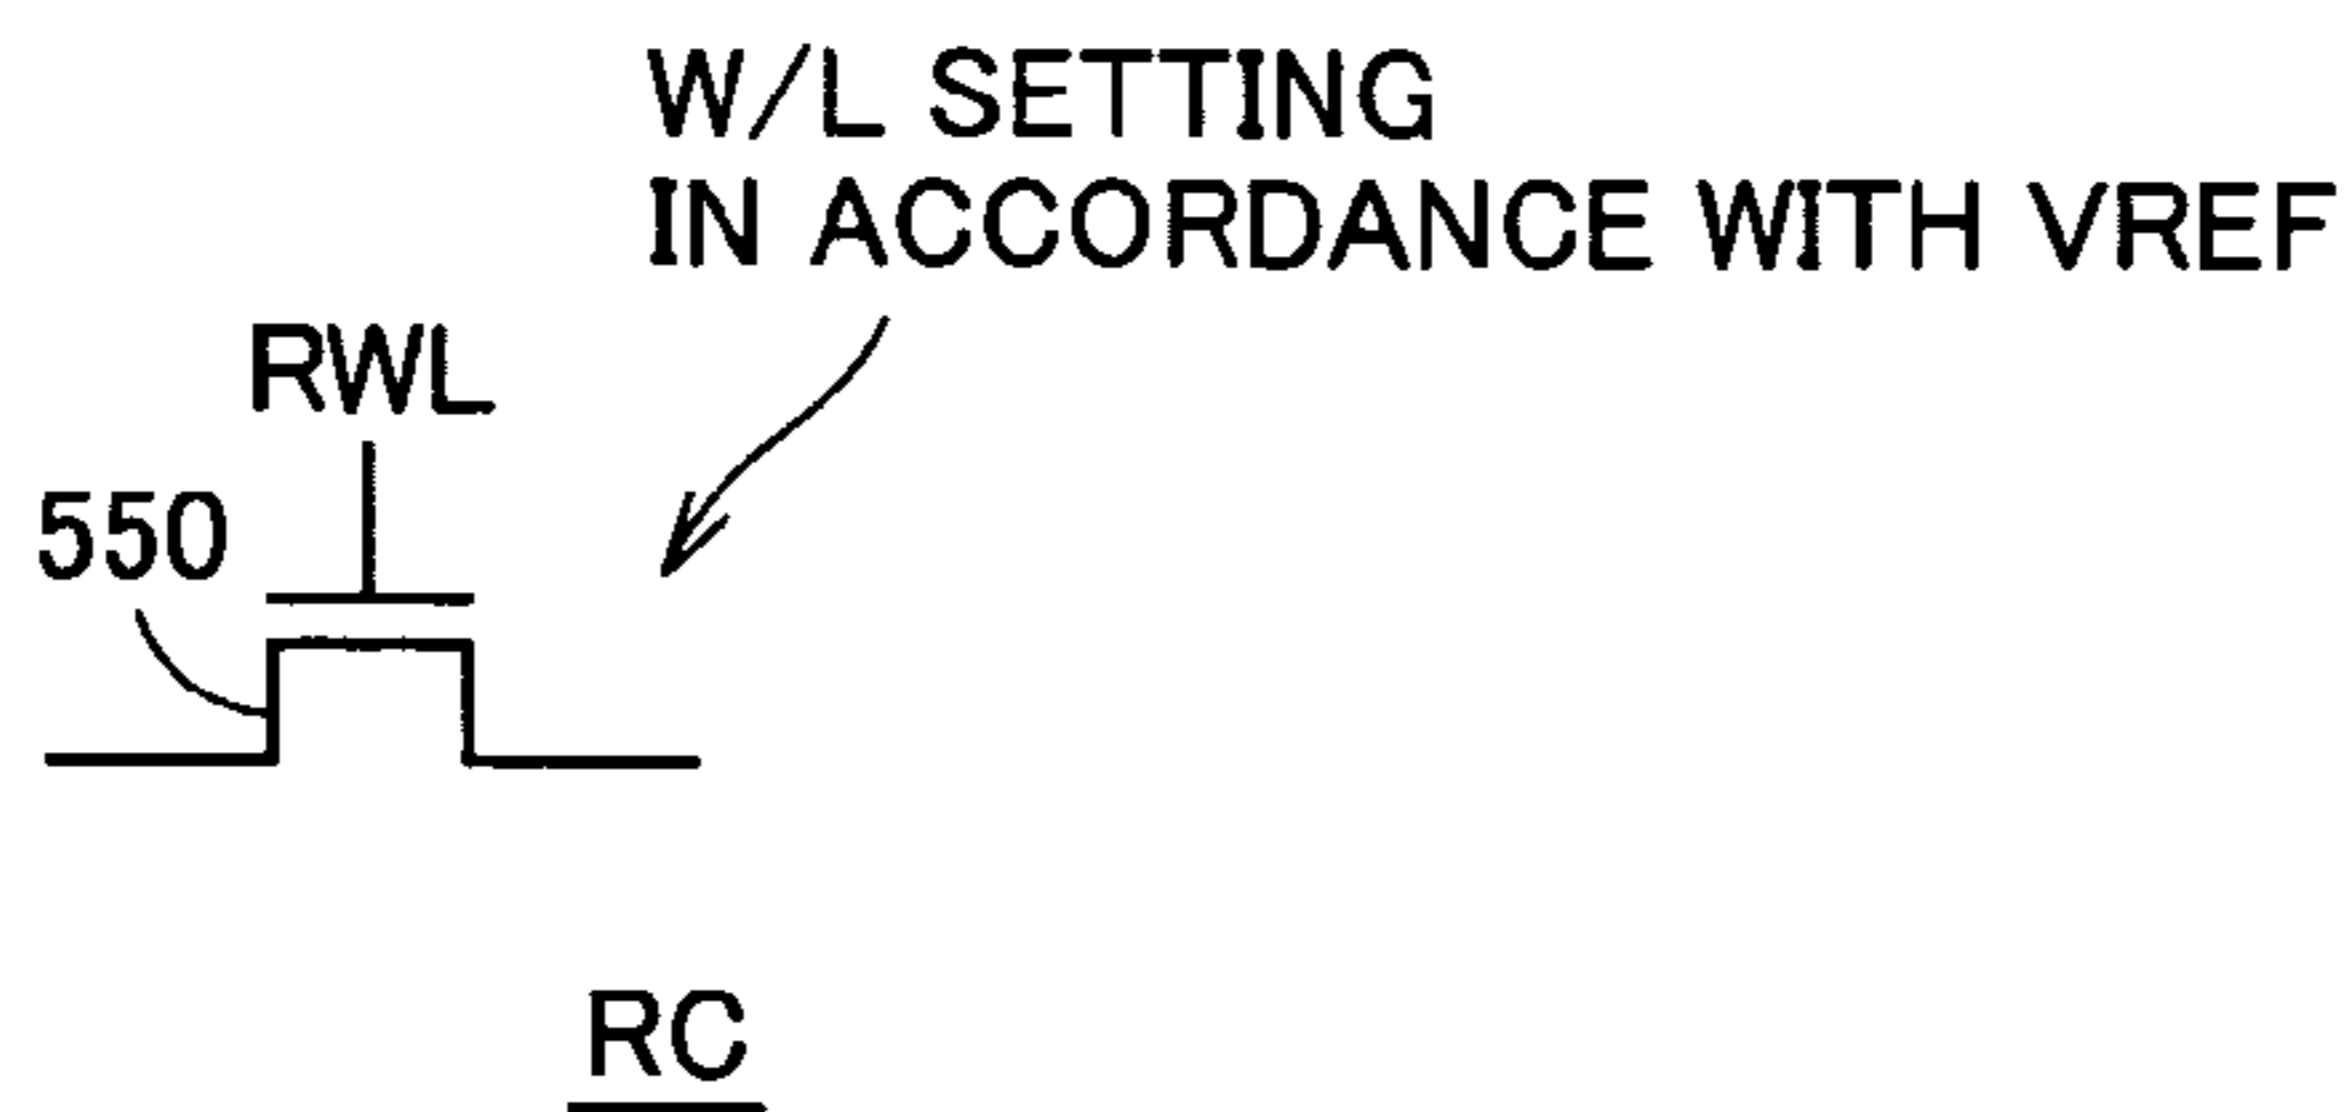 W/L SETTING
IN ACCORDANCE WITH VREF
RWL
550
RC